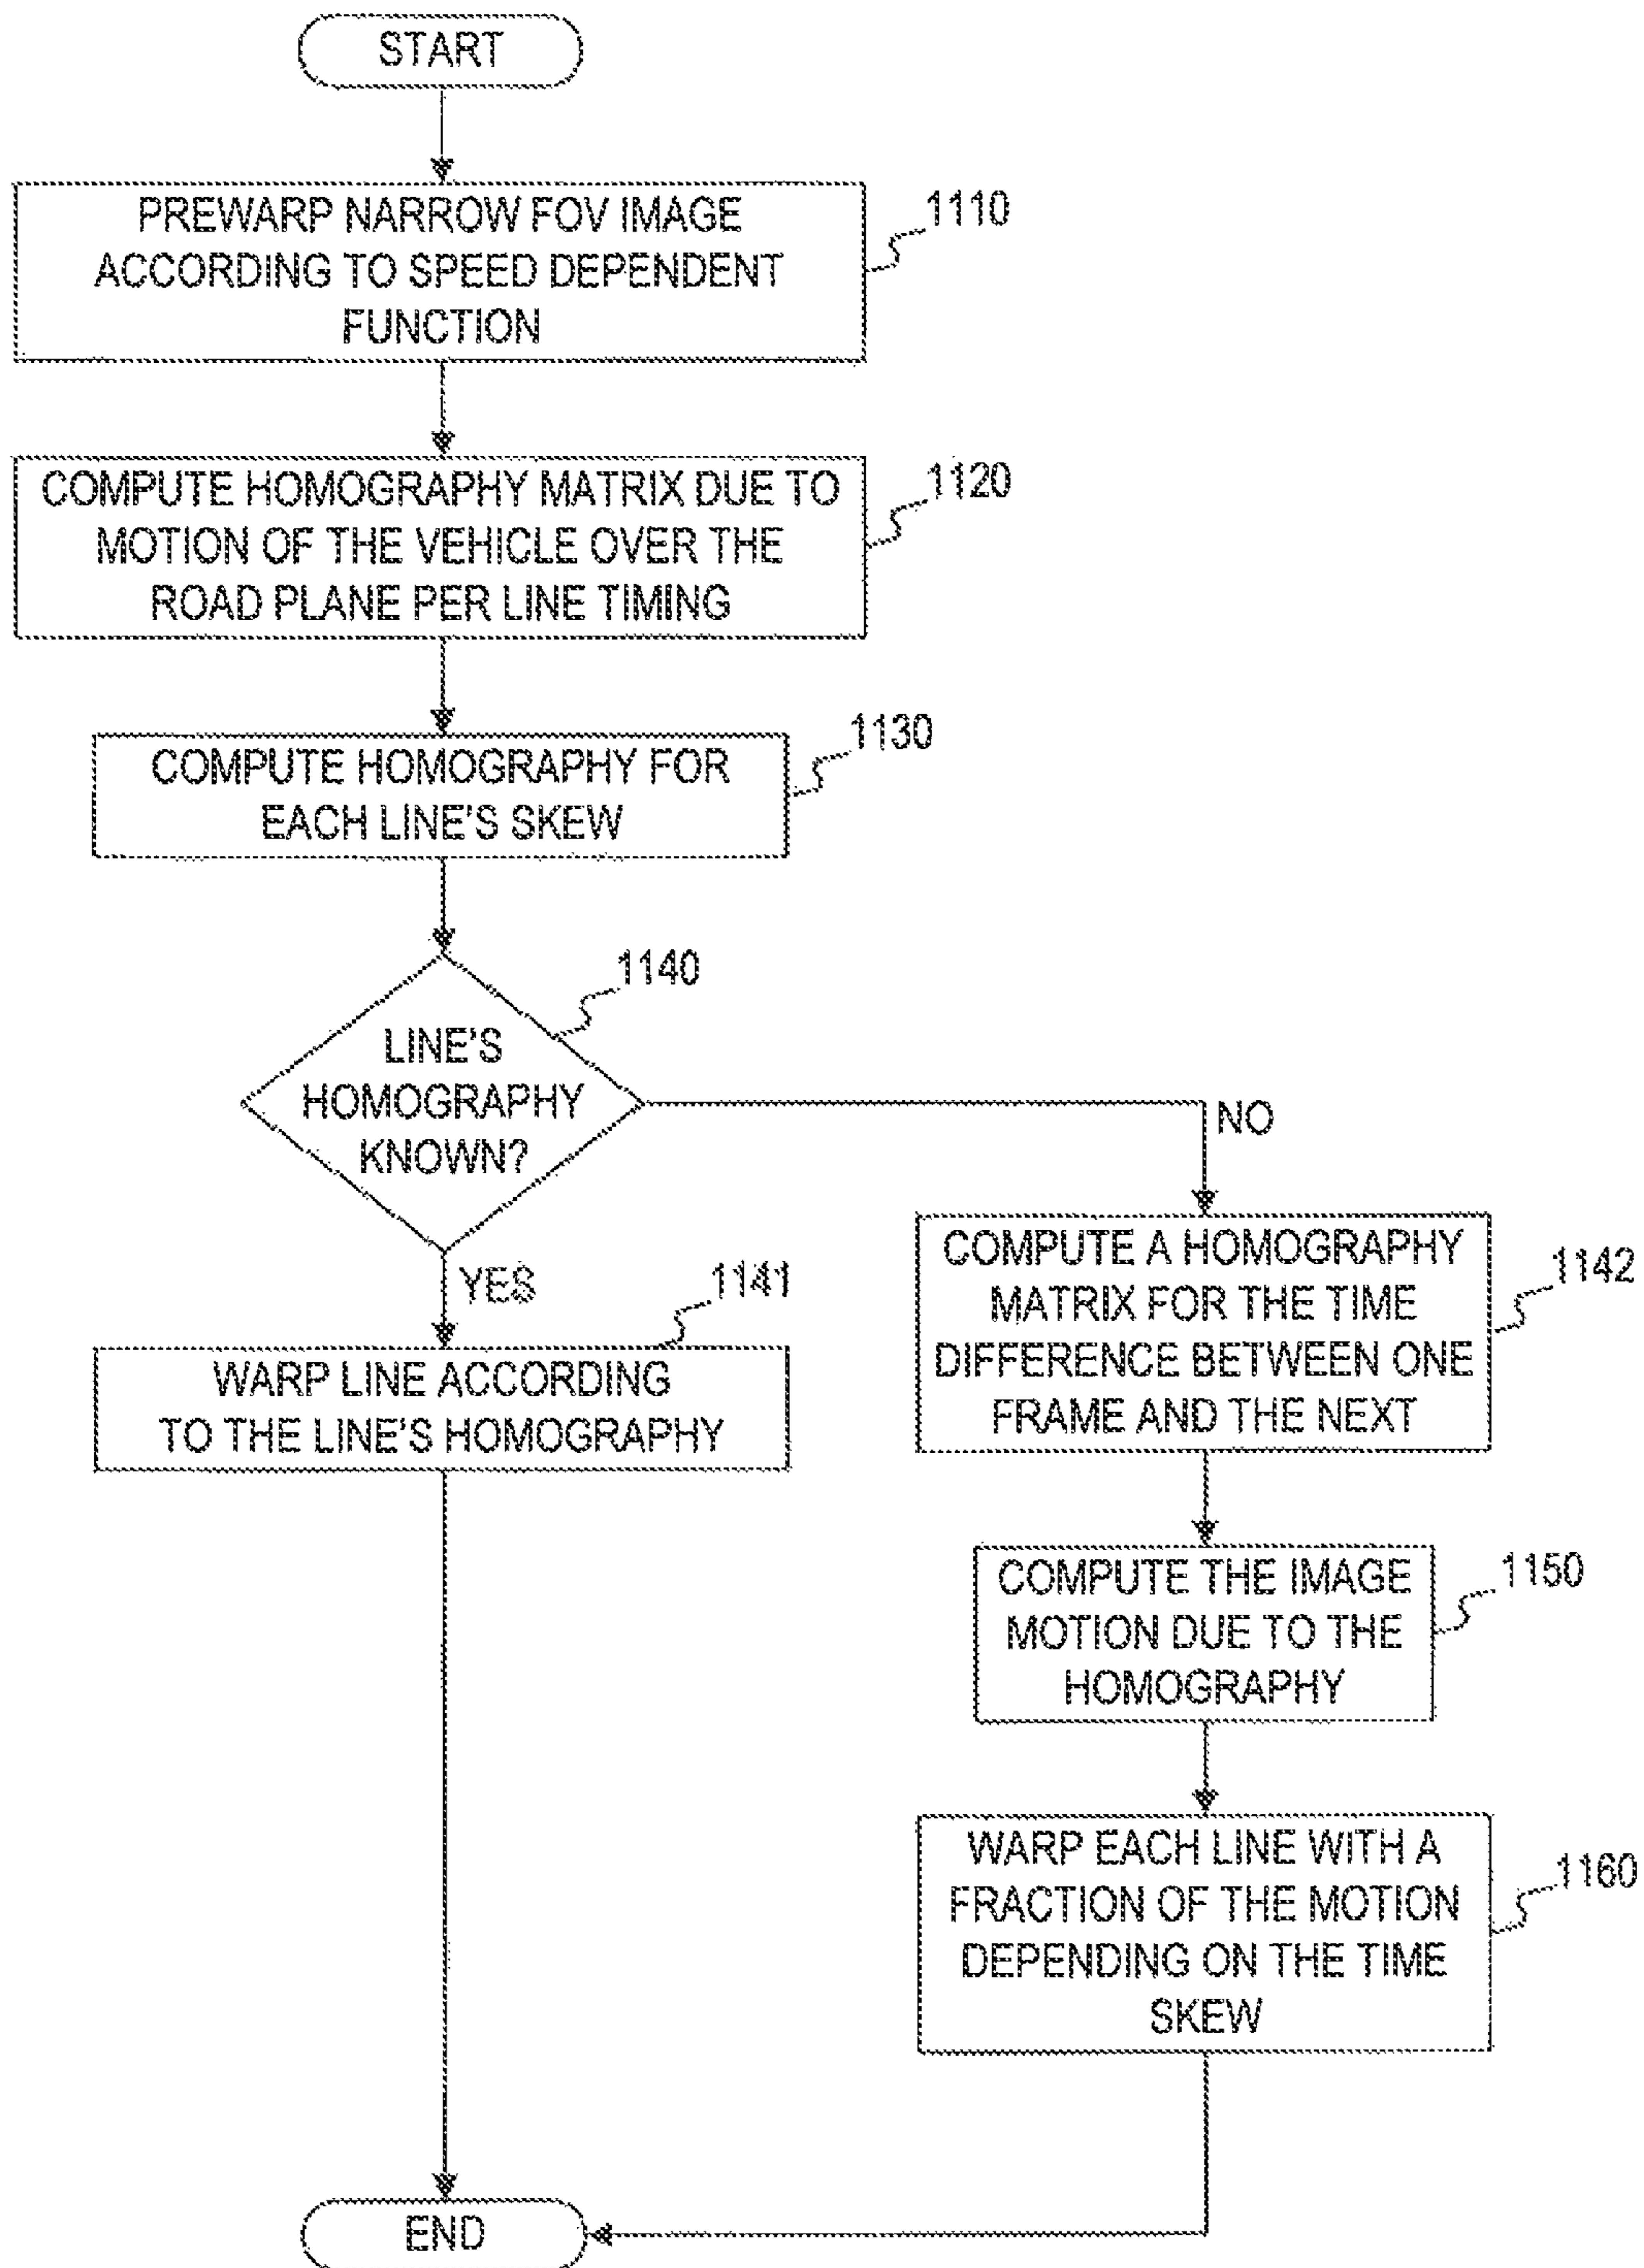 START
PREWARP NARROW FOV IMAGE
ACCORDING TO SPEED DEPENDENT
FUNCTION
1110
COMPUTE HOMOGRAPHY MATRIX DUE TO
MOTION OF THE VEHICLE OVER THE
ROAD PLANE PER LINE TIMING
1120
COMPUTE HOMOGRAPHY FOR
EACH LINE'S SKEW
1130
LINE'S
HOMOGRAPHY
KNOWN?
1140
NO
YES
WARP LINE ACCORDING
TO THE LINE'S HOMOGRAPHY
1141
COMPUTE A HOMOGRAPHY
MATRIX FOR THE TIME
DIFFERENCE BETWEEN ONE
FRAME AND THE NEXT
1142
COMPUTE THE IMAGE
MOTION DUE TO THE
HOMOGRAPHY
1150
WARP EACH LINE WITH A
FRACTION OF THE MOTION
DEPENDING ON THE TIME
SKEW
1160
END